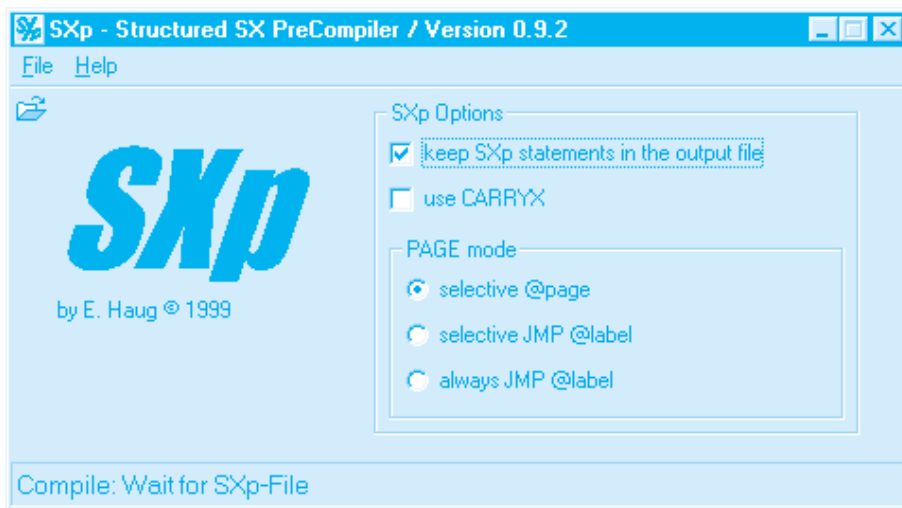 SXp - Structured SX PreCompiler / Version 0.9.2
File Help
SXp
by E. Haug © 1999
SXp Options
keep SXp statements in the output file
use CARRYX
PAGE mode
selective @page
selective JMP @label
always JMP @label
Compile: Wait for SXp-File